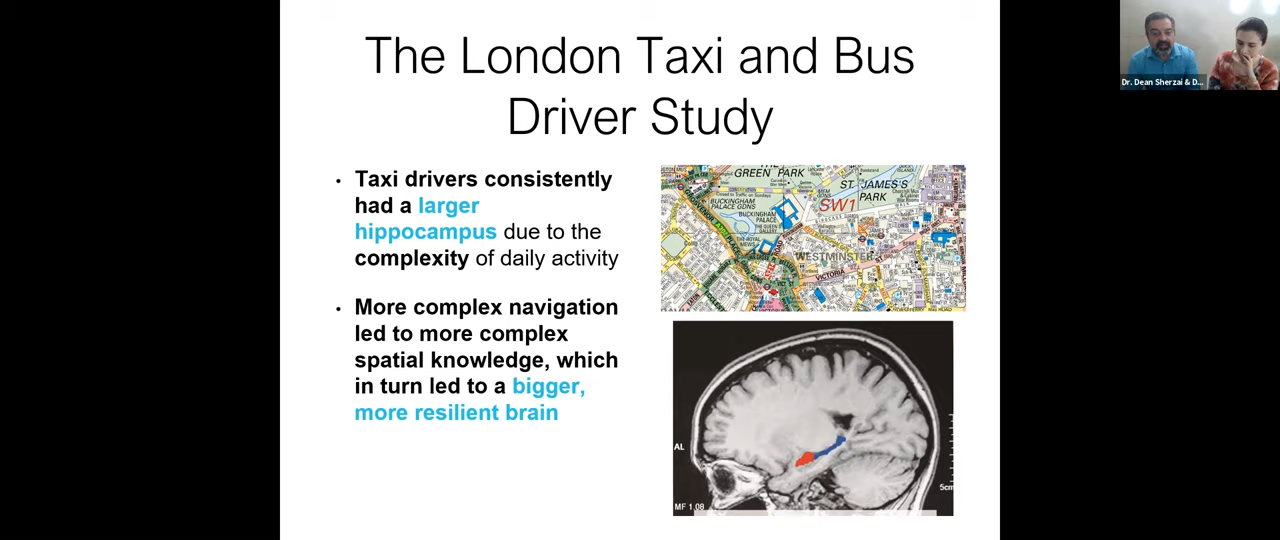 The London Taxi and Bus
Driver Study
Dr. Dean Sherzai & D...
• Taxi drivers consistently
had a larger
hippocampus due to the
complexity of daily activity
• More complex navigation
led to more complex
spatial knowledge, which
in turn led to a bigger,
more resilient brain
GREEN PARK
ST. JAMES'S
PARK
SW1
BUCKINGHAM
PALACE GDNS
BUCKINGHAM
PALACE
THE ROYAL
MEWS
WESTMINSTER
VICTORIA
AL
5cm
MF 1.08